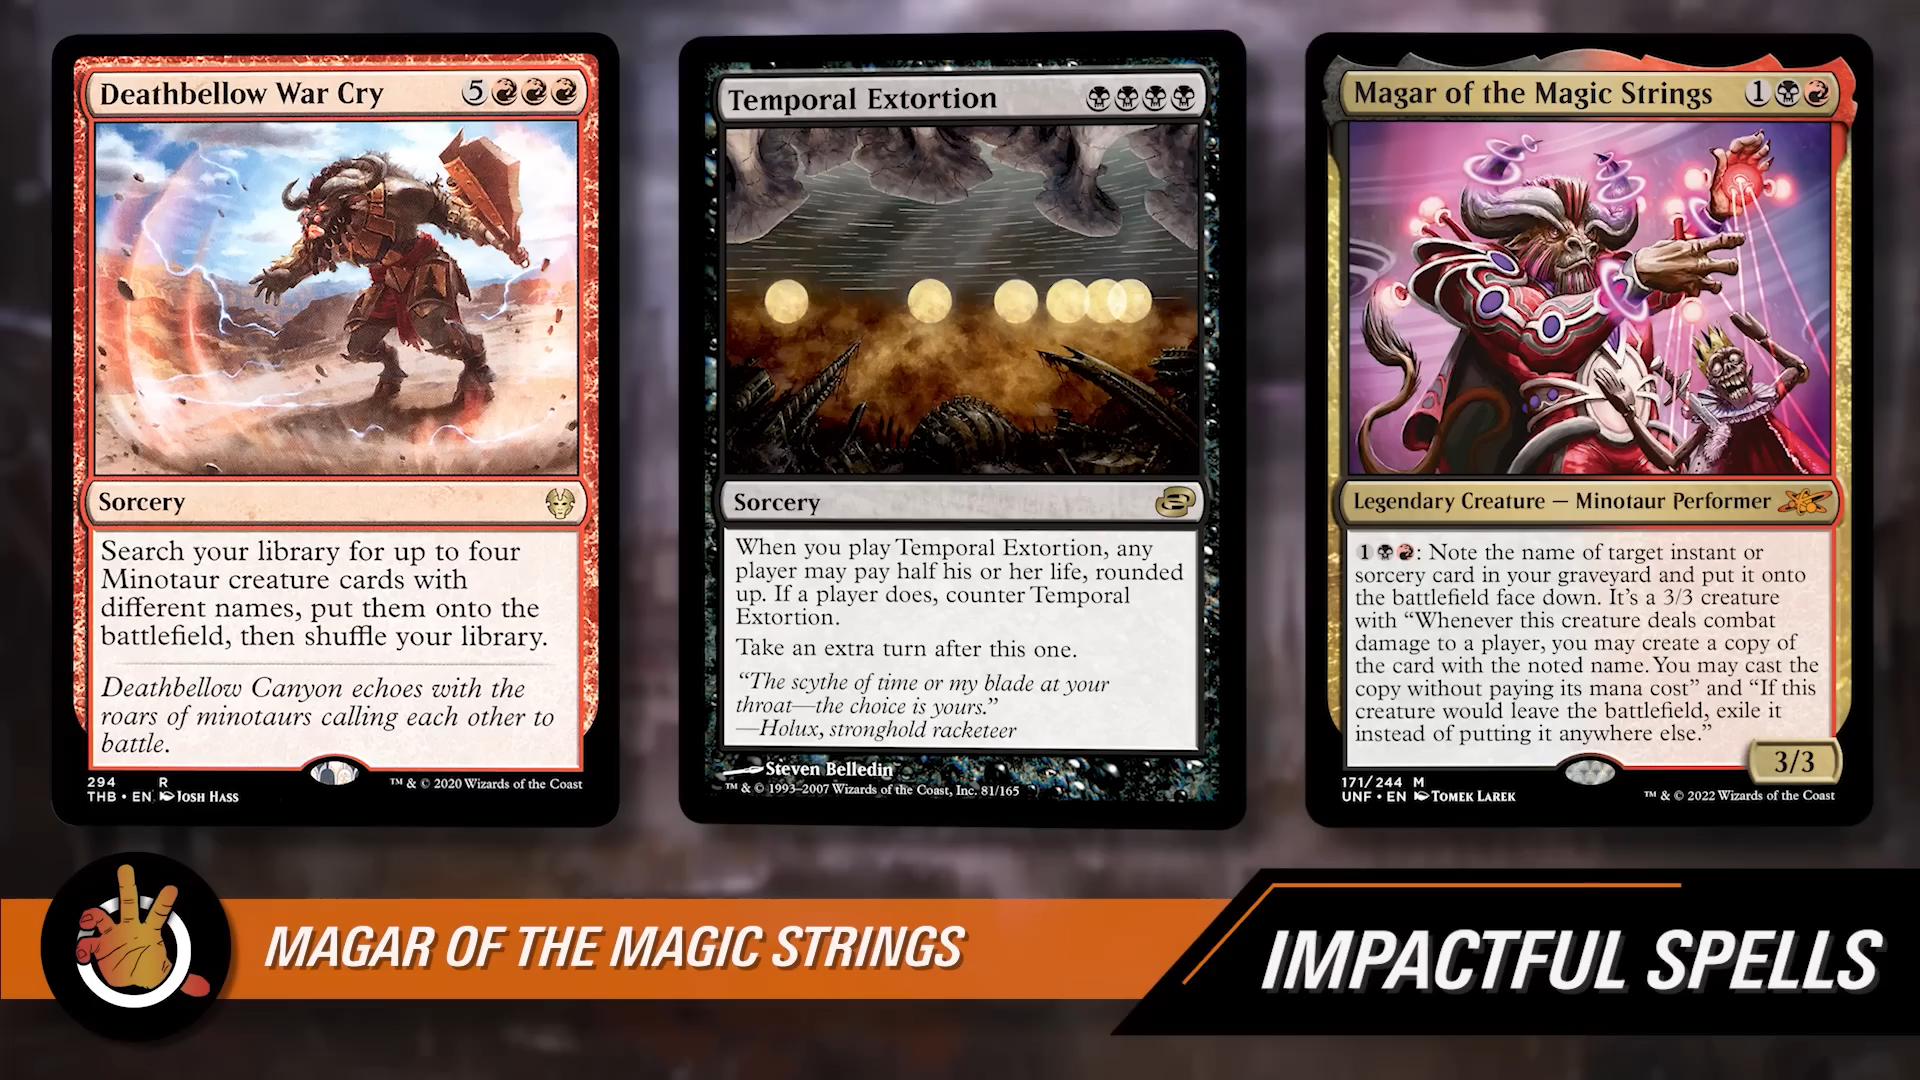 Deathbellow War Cry 5
Sorcery
Search your library for up to four
Minotaur creature cards with
different names, put them onto the
battlefield, then shuffle your library.
Deathbellow Canyon echoes with the
roars of minotaurs calling each other to
battle.
294 R
THB • EN JOSH HASS
™ & © 2020 Wizards of the Coast
Temporal Extortion
Sorcery
When you play Temporal Extortion, any
player may pay half his or her life, rounded
up. If a player does, counter Temporal
Extortion.
Take an extra turn after this one.
“The scythe of time or my blade at your
throat—the choice is yours.”
—Holux, stronghold racketeer
Steven Belledin
™ & © 1993–2007 Wizards of the Coast, Inc. 81/165
Magar of the Magic Strings 1
Legendary Creature — Minotaur Performer
1: Note the name of target instant or
sorcery card in your graveyard and put it onto
the battlefield face down. It’s a 3/3 creature
with “Whenever this creature deals combat
damage to a player, you may create a copy of
the card with the noted name. You may cast the
copy without paying its mana cost” and “If this
creature would leave the battlefield, exile it
instead of putting it anywhere else.”
3/3
171/244 M
UNF • EN TOMEK LAREK
™ & © 2022 Wizards of the Coast
MAGAR OF THE MAGIC STRINGS
IMPACTFUL SPELLS